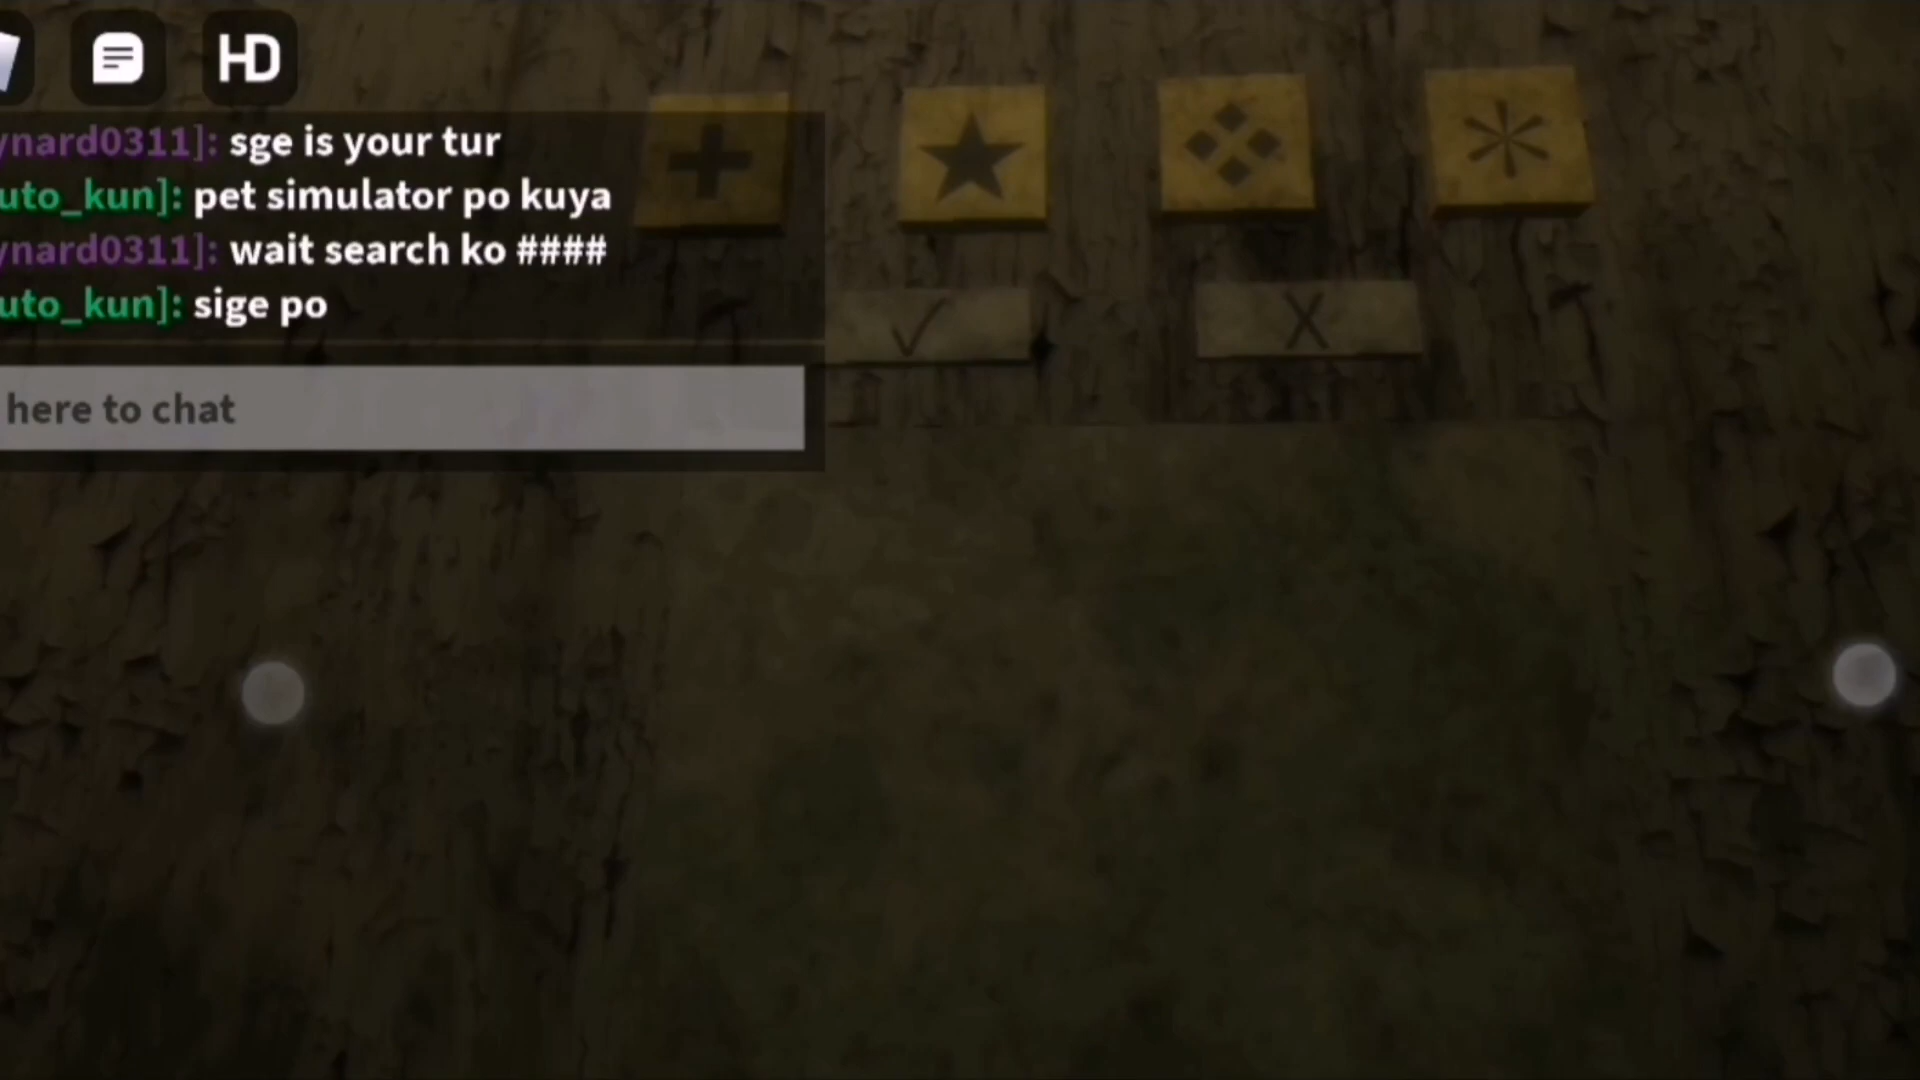 HD
ynard0311]: sge is your tur
uto_kun]: pet simulator po kuya
ynard0311]: wait search ko ####
uto_kun]: sige po
here to chat
X